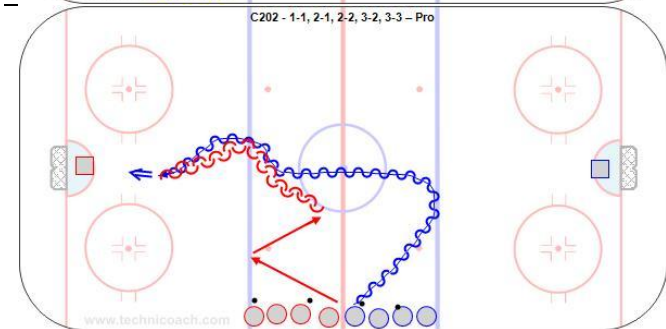 C202 - 1-1, 2-1, 2-2, 3-2, 3-3 – Pro
www.technicoach.com